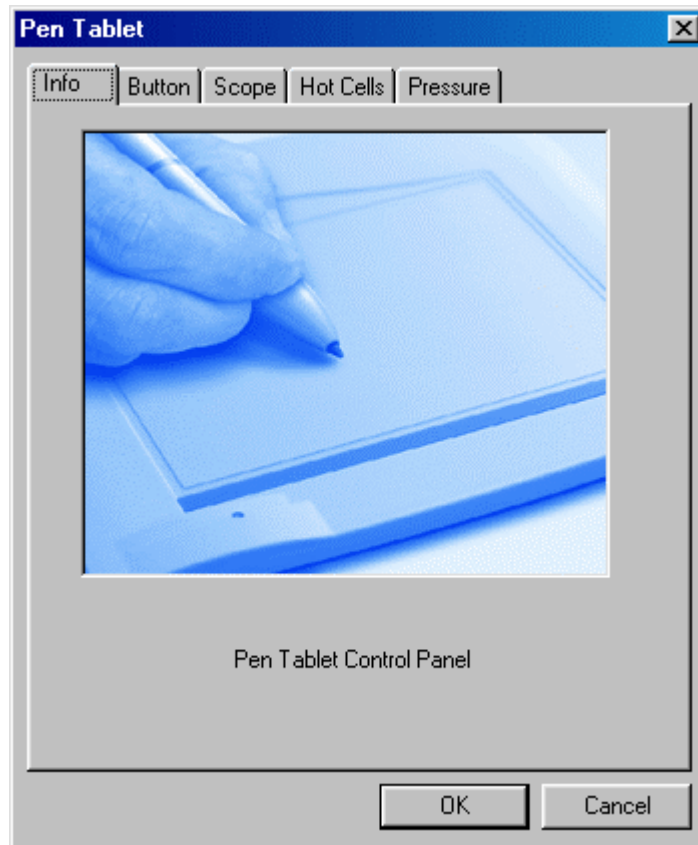 Pen Tablet
Info Button Scope Hot Cells Pressure
Pen Tablet Control Panel
OK Cancel